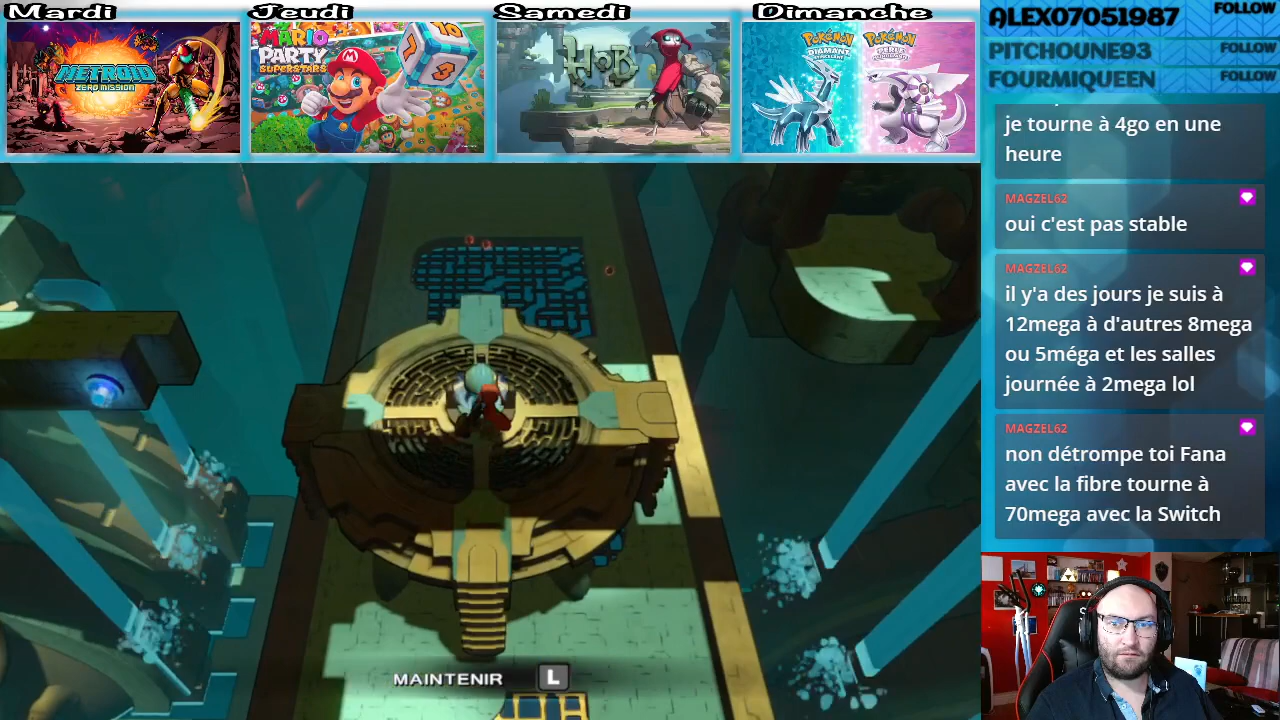 Mardi
Jeudi
Samedi
Dimanche
METROID
ZERO MISSION
MARIO
PARTY
SUPERSTARS
HOB
POKÉMON
DIAMANT
POKÉMON
PERLE
ALEX07051987 FOLLOW
PITCHOUNE93 FOLLOW
FOURMIQUEEN FOLLOW
je tourne à 4go en une
heure
MAGZEL62
oui c'est pas stable
MAGZEL62
il y'a des jours je suis à
12mega à d'autres 8mega
ou 5méga et les salles
journée à 2mega lol
MAGZEL62
non détrompe toi Fana
avec la fibre tourne à
70mega avec la Switch
MAINTENIR L